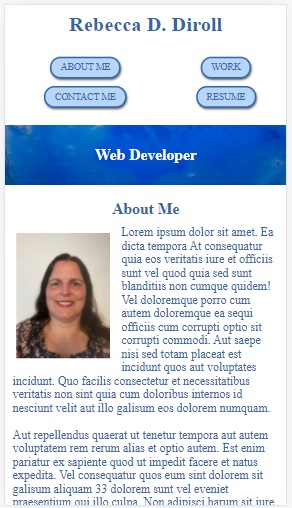 Rebecca D. Diroll
ABOUT ME
WORK
CONTACT ME
RESUME
Web Developer
About Me
Lorem ipsum dolor sit amet. Ea
dicta tempora At consequatur
quia eos veritatis iure et officiis
sunt vel quod quia sed sunt
blanditiis non cumque quidem!
Vel doloremque porro cum
autem doloremque ea sequi
officiis cum corrupti optio sit
corrupti commodi. Aut saepe
nisi sed totam placeat est
incidunt quos aut voluptates
incidunt. Quo facilis consectetur et necessitatibus
veritatis non sint quia cum doloribus internos id
nesciunt velit aut illo galisum eos dolorem numquam.
Aut repellendus quaerat ut tenetur tempora aut autem
voluptatem rem rerum alias et optio autem. Est enim
pariatur ex sapiente quod ut impedit facere et natus
expedita. Vel consequatur quos eum sint dolorem sit
galisum aliquam 33 dolorem sunt vel eveniet
praesentium qui illo culpa. Non adipisci harum sit iure